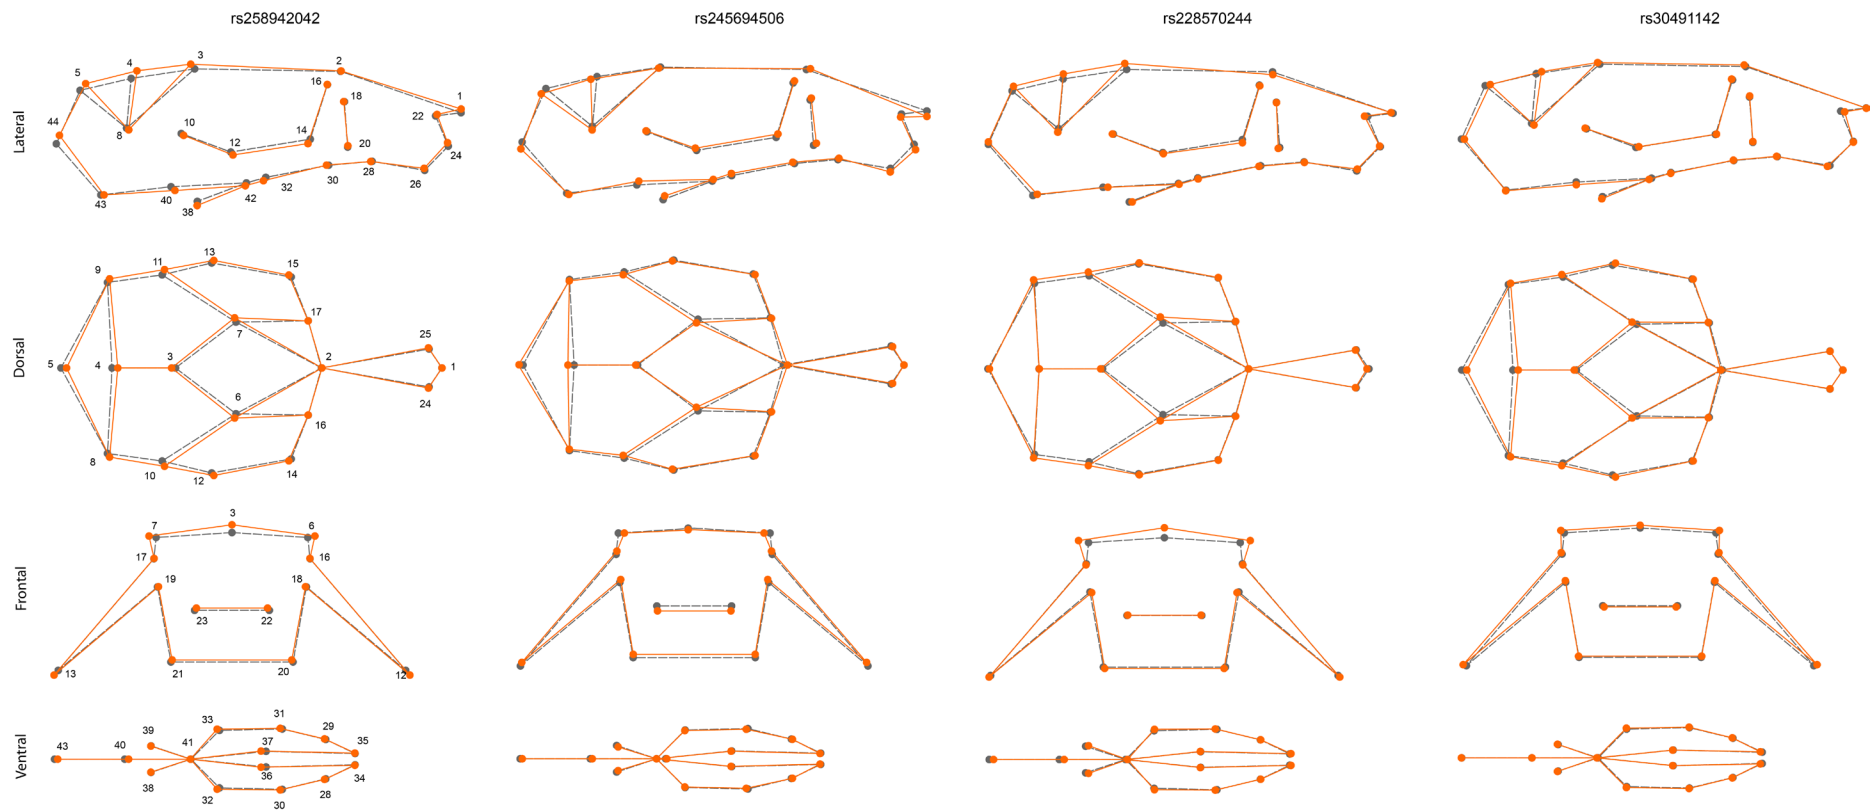 rs258942042 rs245694506 rs228570244 rs30491142
Lateral
5 4 3 2 1
16
18
22
44 8 10 12 14 20 24
43 40 38 42 32 30 28 26
Dorsal
9 11 13 15
17
7
25
5 4 3 2 1
6
24
16
8 10 12 14
Frontal
7 3 6
17 16
19 18
23 22
13 21 20 12
Ventral
33 31 29
43 40 39 41 37 35
38 36 34
32 30 28